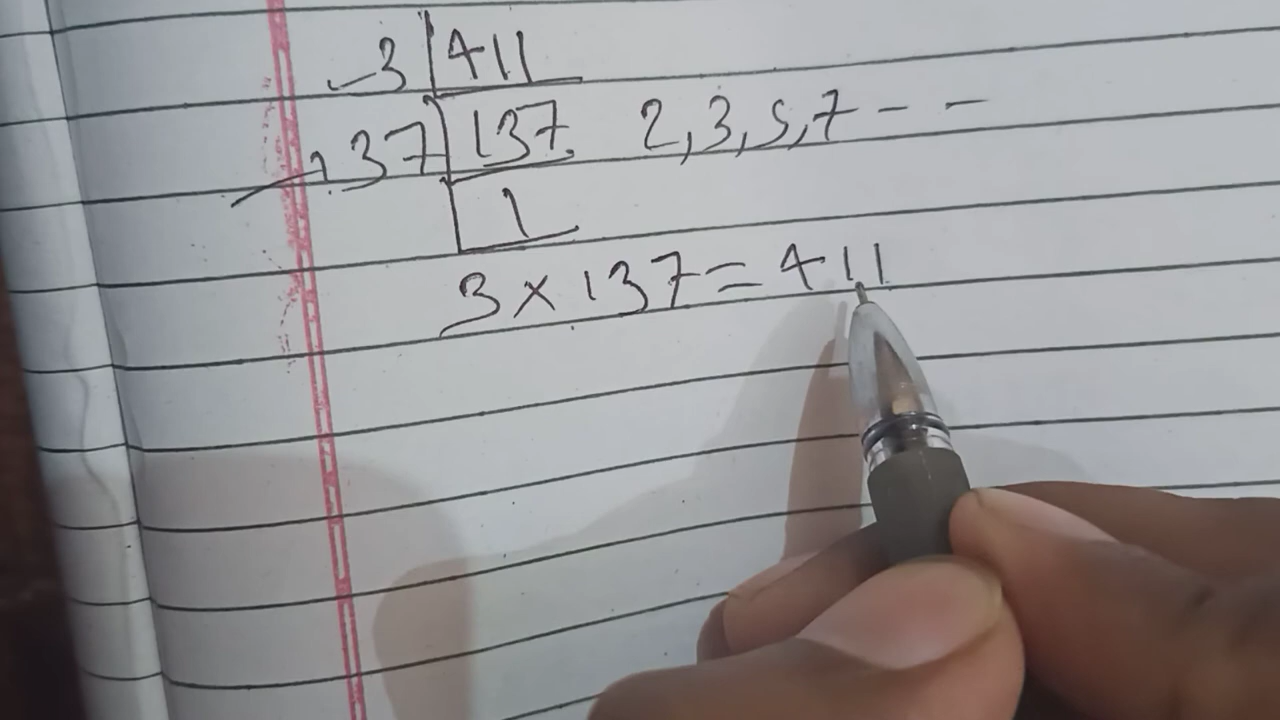 3 411
137 137 2, 3, 5, 7 - -
1
3 × 137 = 411